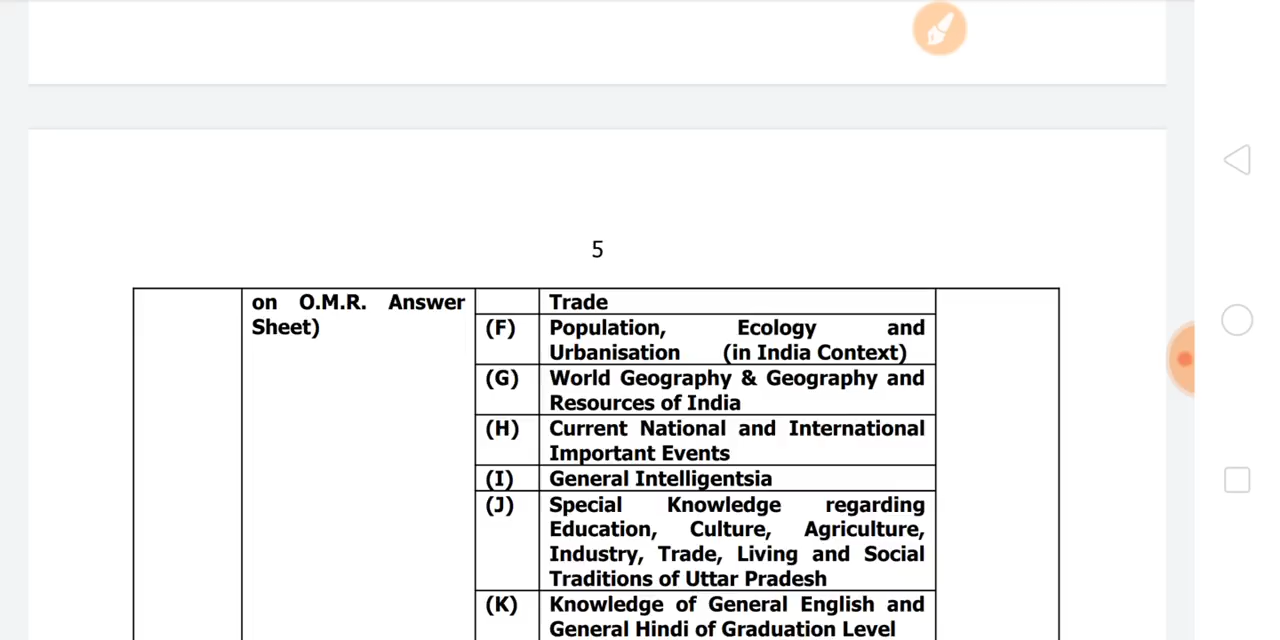 5
on O.M.R. Answer
Sheet)
Trade
(F) Population, Ecology and
Urbanisation (in India Context)
(G) World Geography & Geography and
Resources of India
(H) Current National and International
Important Events
(I) General Intelligentsia
(J) Special Knowledge regarding
Education, Culture, Agriculture,
Industry, Trade, Living and Social
Traditions of Uttar Pradesh
(K) Knowledge of General English and
General Hindi of Graduation Level